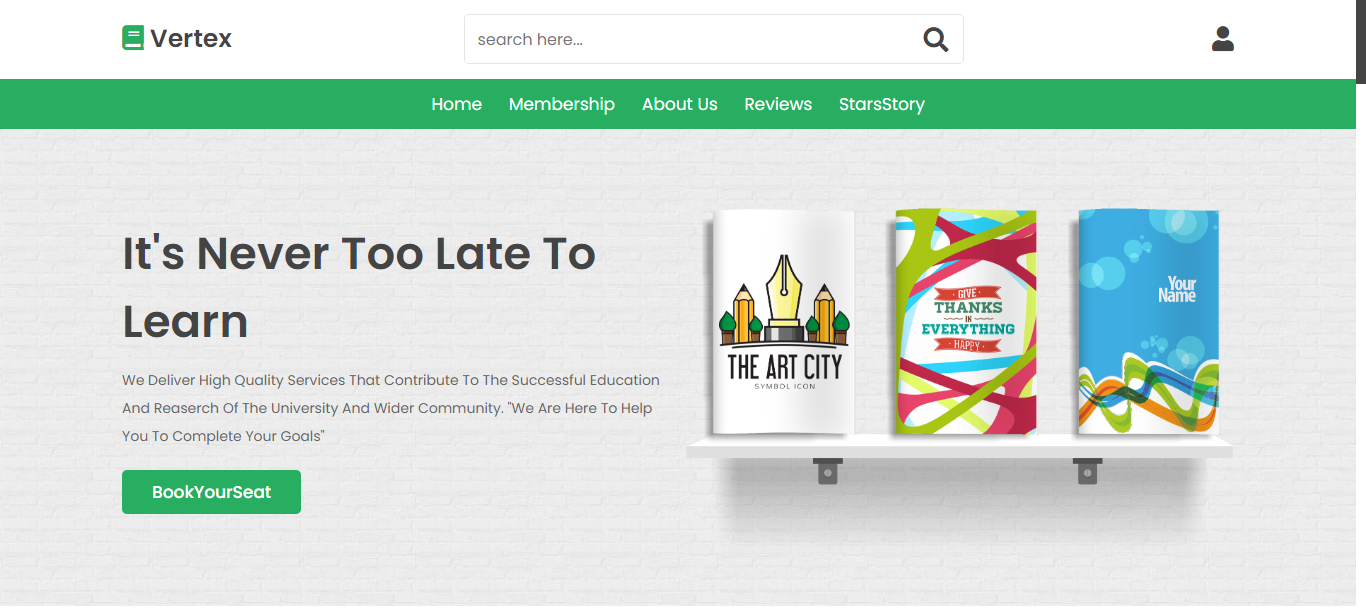 Vertex
search here...
Home Membership About Us Reviews StarsStory
It's Never Too Late To
Learn
We Deliver High Quality Services That Contribute To The Successful Education
And Reaserch Of The University And Wider Community. "We Are Here To Help
You To Complete Your Goals"
BookYourSeat
THE ART CITY
SYMBOL ICON
· GIVE ·
THANKS
IN
EVERYTHING
· HAPPY ·
Your
Name